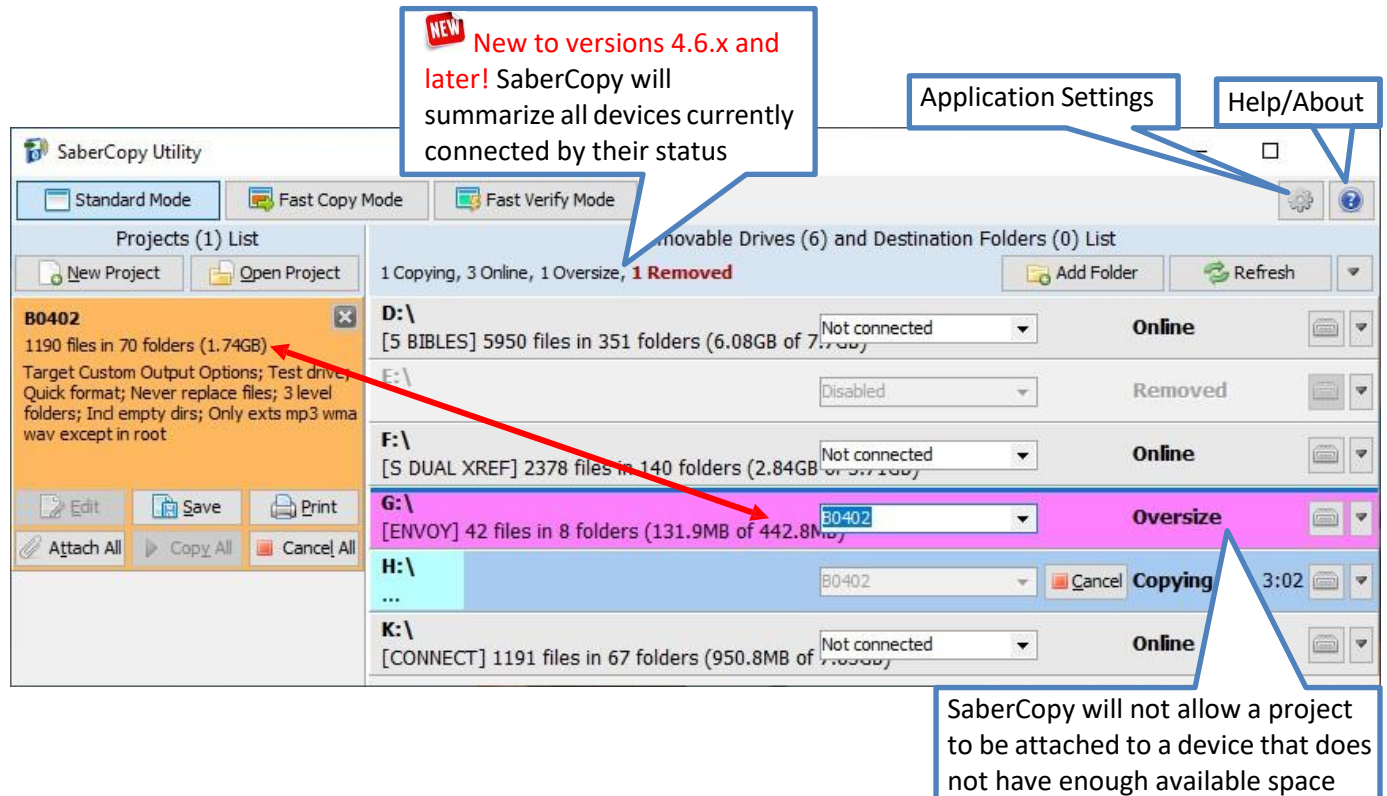 NEW New to versions 4.6.x and
later! SaberCopy will
summarize all devices currently
connected by their status
Application Settings
Help/About
SaberCopy Utility
Standard Mode
Fast Copy Mode
Fast Verify Mode
Projects (1) List
Drives (6) and Destination Folders (0) List
New Project
Open Project
1 Copying, 3 Online, 1 Oversize, 1 Removed
Add Folder
Refresh
B0402
1190 files in 70 folders (1.74GB)
Target Custom Output Options; Test drive;
Quick format; Never replace files; 3 level
folders; Incl empty dirs; Only exts mp3 wma
wav except in root
Edit
Save
Print
Attach All
Copy All
Cancel All
D:\
[5 BIBLES] 5950 files in 351 folders (6.08GB of
Not connected
Online
E:\
Disabled
Removed
F:\
[S DUAL XREF] 2378 files in 140 folders (2.84GB
Not connected
Online
G:\
[ENVOY] 42 files in 8 folders (131.9MB of
B0402
Oversize
H:\
...
B0402
Cancel
Copying
3:02
K:\
[CONNECT] 1191 files in 67 folders (950.8MB of
Not connected
Online
SaberCopy will not allow a project
to be attached to a device that does
not have enough available space